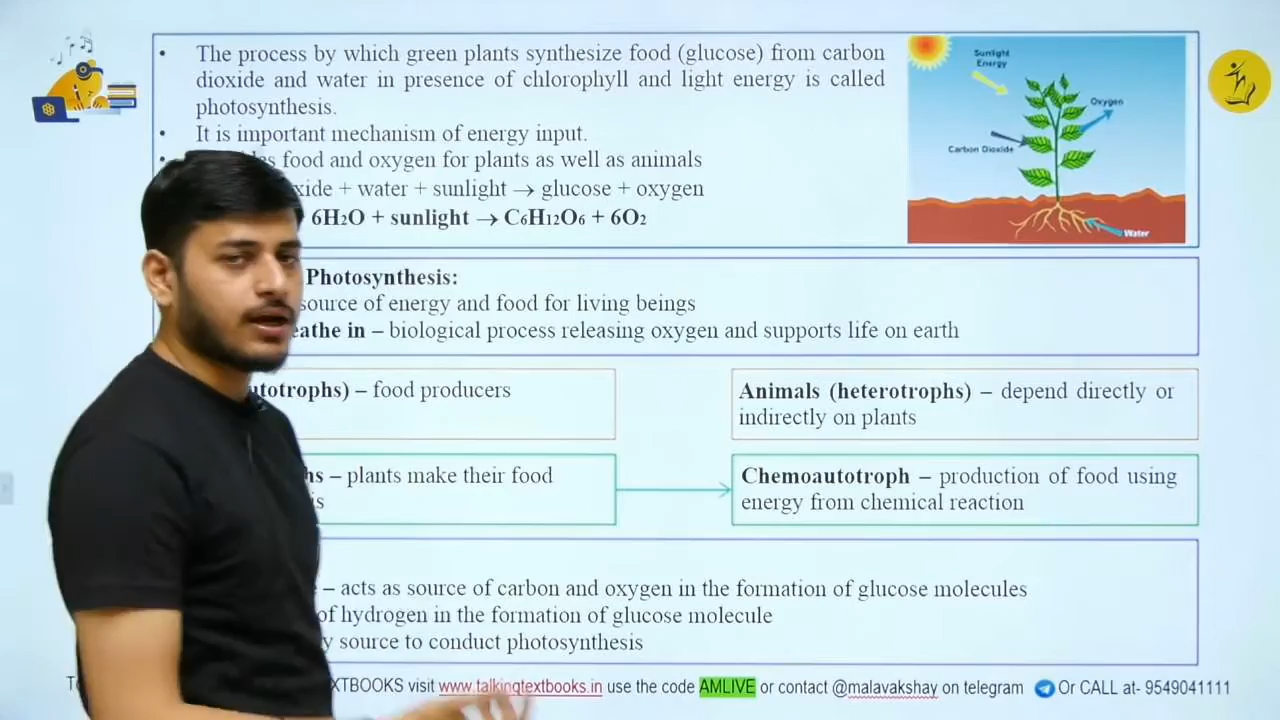 • The process by which green plants synthesize food (glucose) from carbon
dioxide and water in presence of chlorophyll and light energy is called
photosynthesis.
• It is important mechanism of energy input.
• food and oxygen for plants as well as animals
+ water + sunlight → glucose + oxygen
6H₂O + sunlight → C₆H₁₂O₆ + 6O₂
Sunlight
Energy
Oxygen
Carbon Dioxide
Water
Photosynthesis:
source of energy and food for living beings
in – biological process releasing oxygen and supports life on earth
– food producers
Animals (heterotrophs) – depend directly or
indirectly on plants
– plants make their food
Chemoautotroph – production of food using
energy from chemical reaction
– acts as source of carbon and oxygen in the formation of glucose molecules
of hydrogen in the formation of glucose molecule
source to conduct photosynthesis
visit www.talkingtextbooks.in use the code AMLIVE or contact @malavakshay on telegram Or CALL at- 9549041111